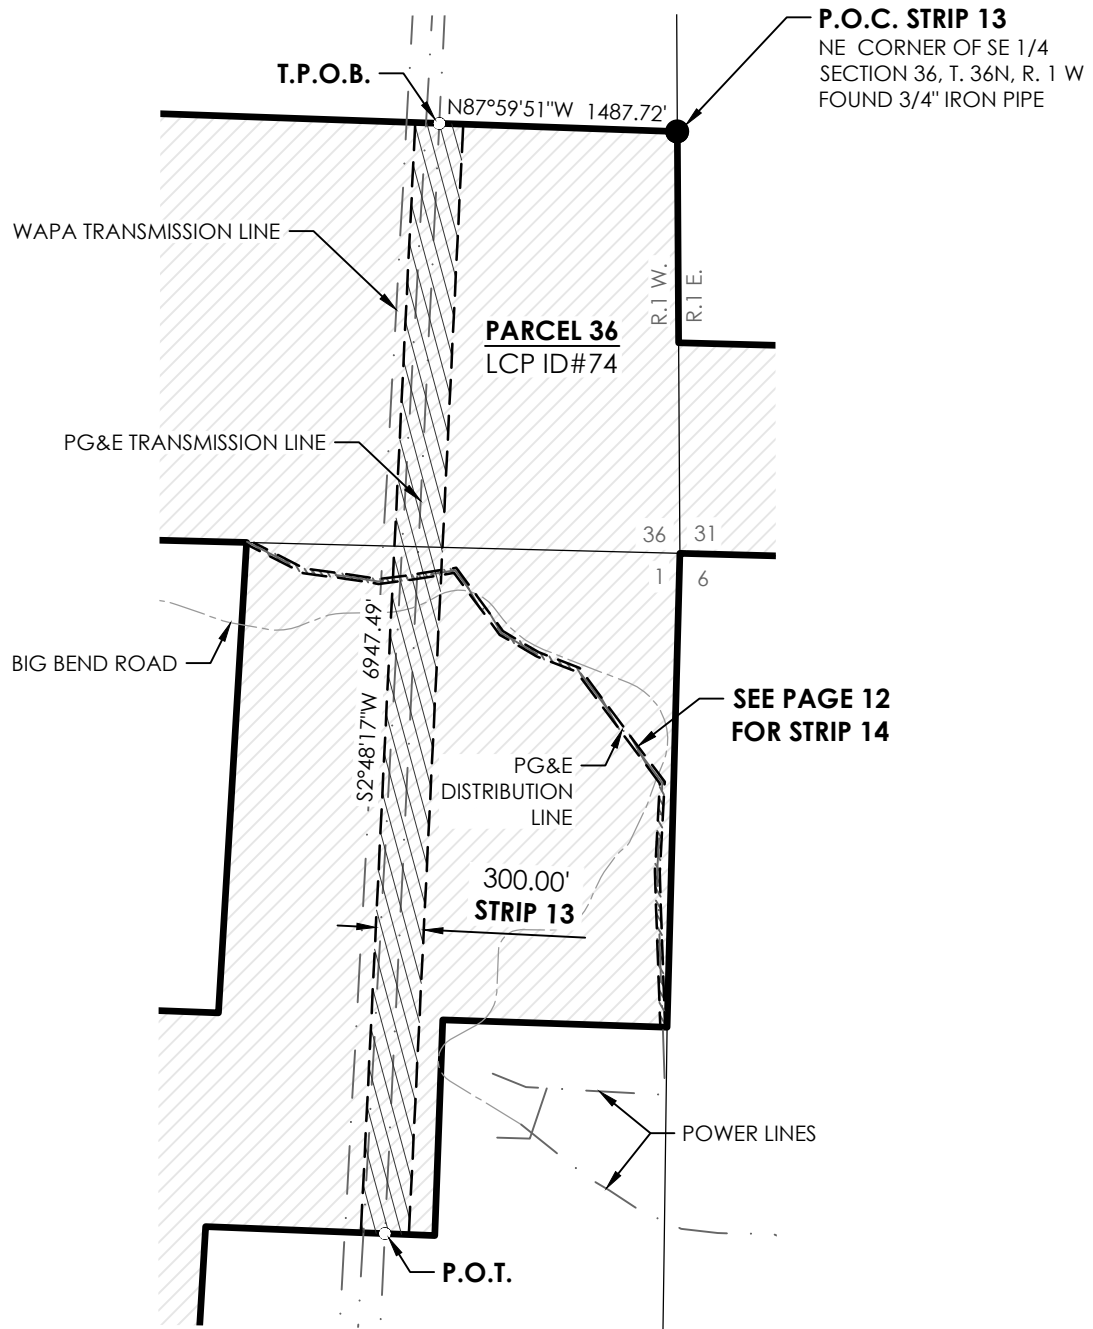 P.O.C. STRIP 13
NE CORNER OF SE 1/4
SECTION 36, T. 36N, R. 1 W
FOUND 3/4" IRON PIPE
T.P.O.B.
N87°59'51"W 1487.72'
WAPA TRANSMISSION LINE
R.1 W.
R.1 E.
PARCEL 36
LCP ID#74
PG&E TRANSMISSION LINE
36 31
1 6
S2°48'17"W 6947.49'
BIG BEND ROAD
SEE PAGE 12
FOR STRIP 14
PG&E
DISTRIBUTION
LINE
300.00'
STRIP 13
POWER LINES
P.O.T.